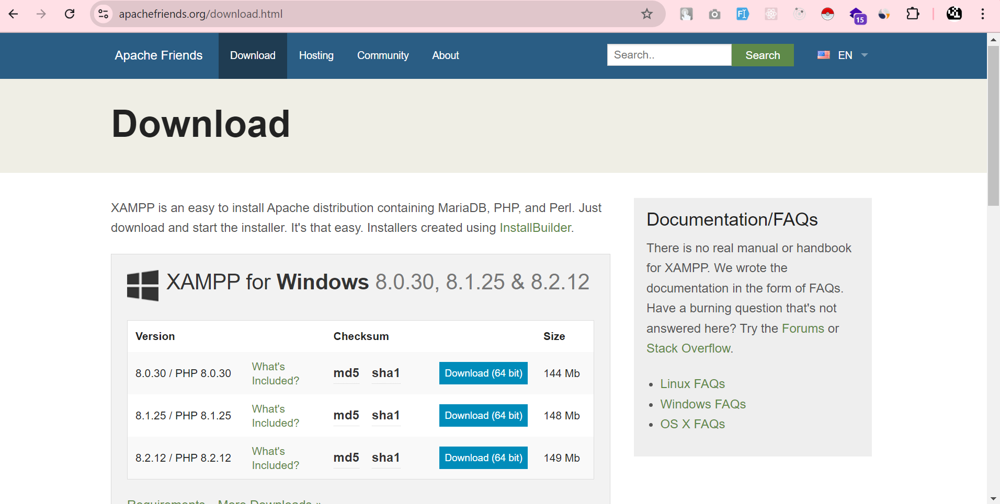 apachefriends.org/download.html
15
Apache Friends
Download
Hosting
Community
About
Search..
Search
EN
Download
XAMPP is an easy to install Apache distribution containing MariaDB, PHP, and Perl. Just
download and start the installer. It's that easy. Installers created using InstallBuilder.
XAMPP for Windows 8.0.30, 8.1.25 & 8.2.12
Version Checksum Size
8.0.30 / PHP 8.0.30 What's Included? md5 sha1 Download (64 bit) 144 Mb
8.1.25 / PHP 8.1.25 What's Included? md5 sha1 Download (64 bit) 148 Mb
8.2.12 / PHP 8.2.12 What's Included? md5 sha1 Download (64 bit) 149 Mb
Requirements More Downloads »
Documentation/FAQs
There is no real manual or handbook
for XAMPP. We wrote the
documentation in the form of FAQs.
Have a burning question that's not
answered here? Try the Forums or
Stack Overflow.
• Linux FAQs
• Windows FAQs
• OS X FAQs